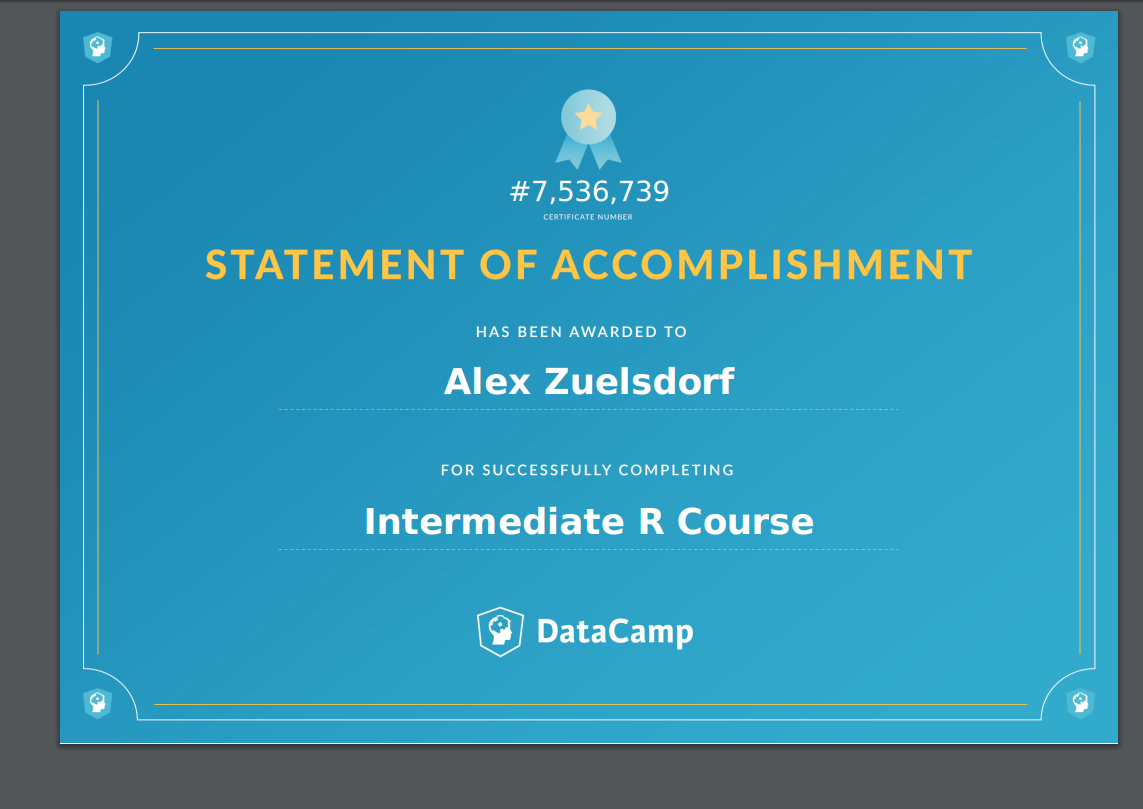 #7,536,739
CERTIFICATE NUMBER
STATEMENT OF ACCOMPLISHMENT
HAS BEEN AWARDED TO
Alex Zuelsdorf
FOR SUCCESSFULLY COMPLETING
Intermediate R Course
DataCamp